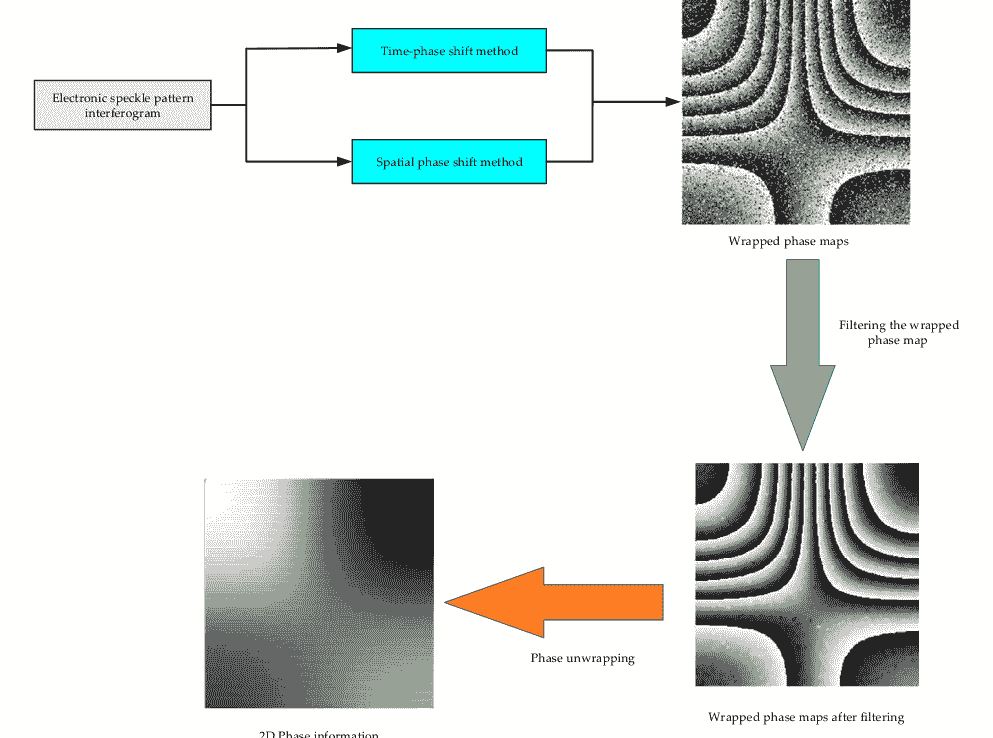 Time-phase shift method
Electronic speckle pattern
interferogram
Spatial phase shift method
Wrapped phase maps
Filtering the wrapped
phase map
Phase unwrapping
Wrapped phase maps after filtering
2D Phase information